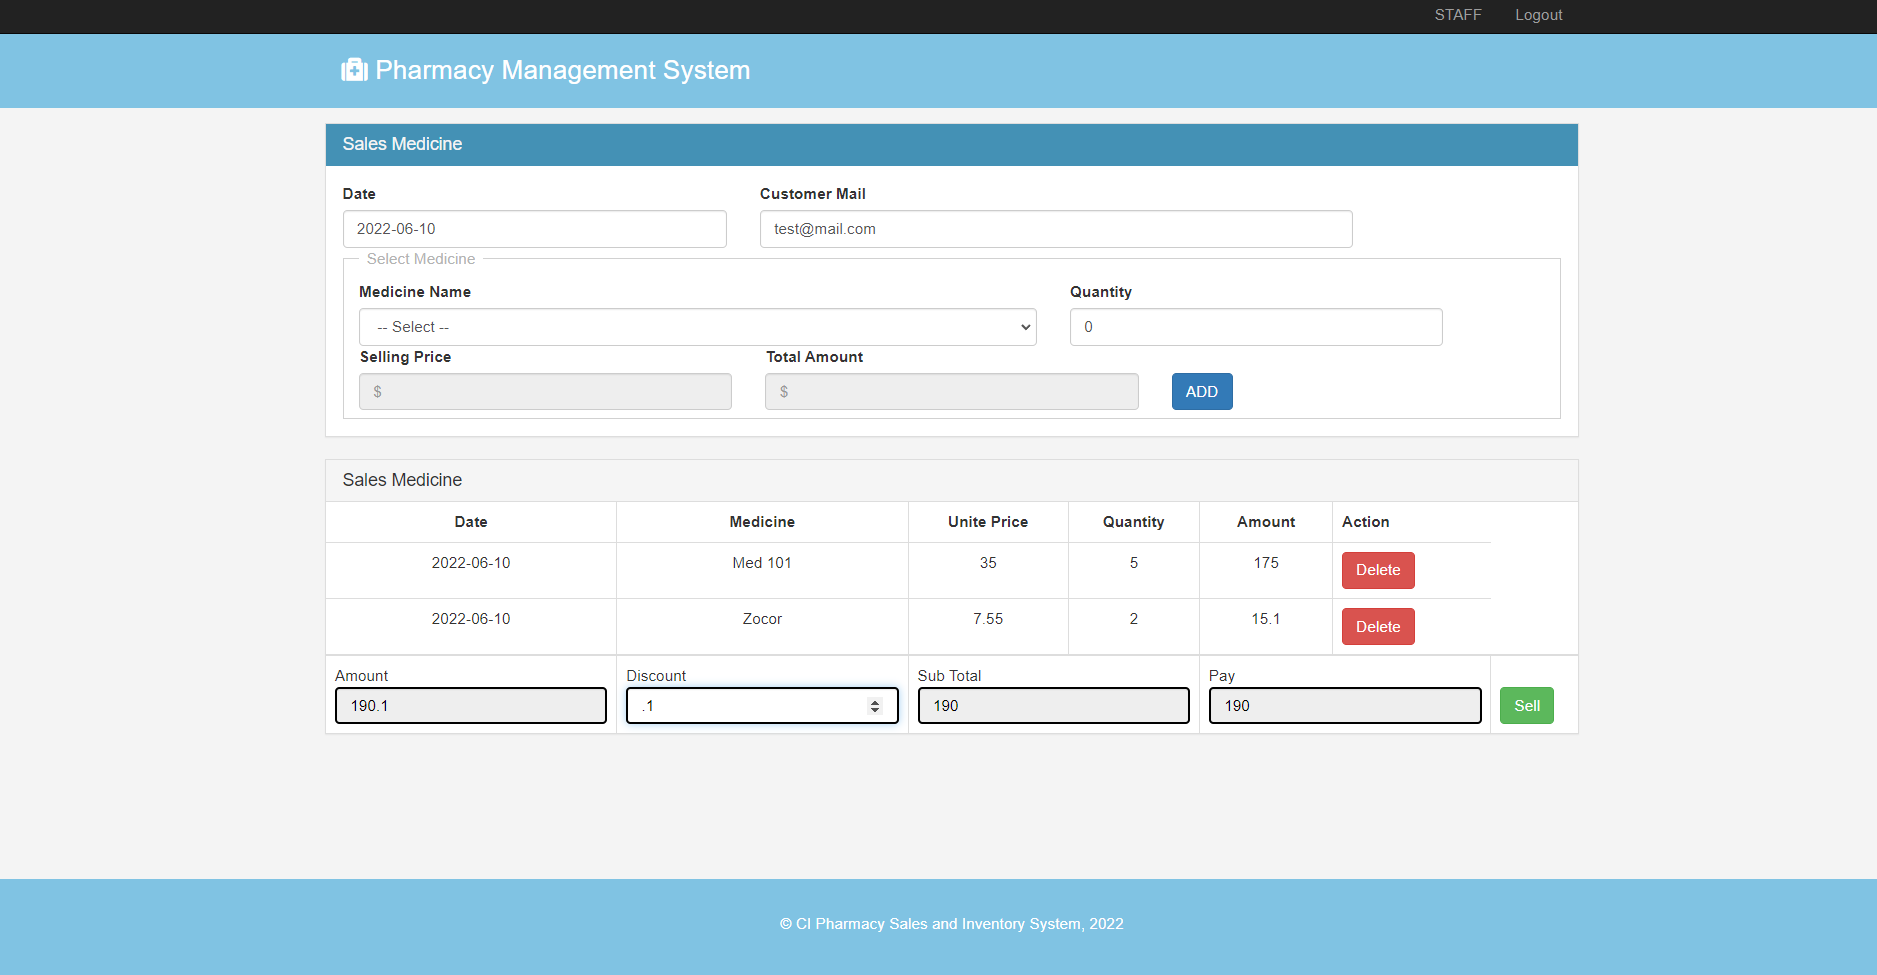 STAFF Logout
Pharmacy Management System
Sales Medicine
Date Customer Mail
2022-06-10 test@mail.com
Select Medicine
Medicine Name Quantity
-- Select -- 0
Selling Price Total Amount
$ $ ADD
Sales Medicine
Date Medicine Unite Price Quantity Amount Action
2022-06-10 Med 101 35 5 175 Delete
2022-06-10 Zocor 7.55 2 15.1 Delete
Amount Discount Sub Total Pay
190.1 .1 190 190 Sell
© CI Pharmacy Sales and Inventory System, 2022